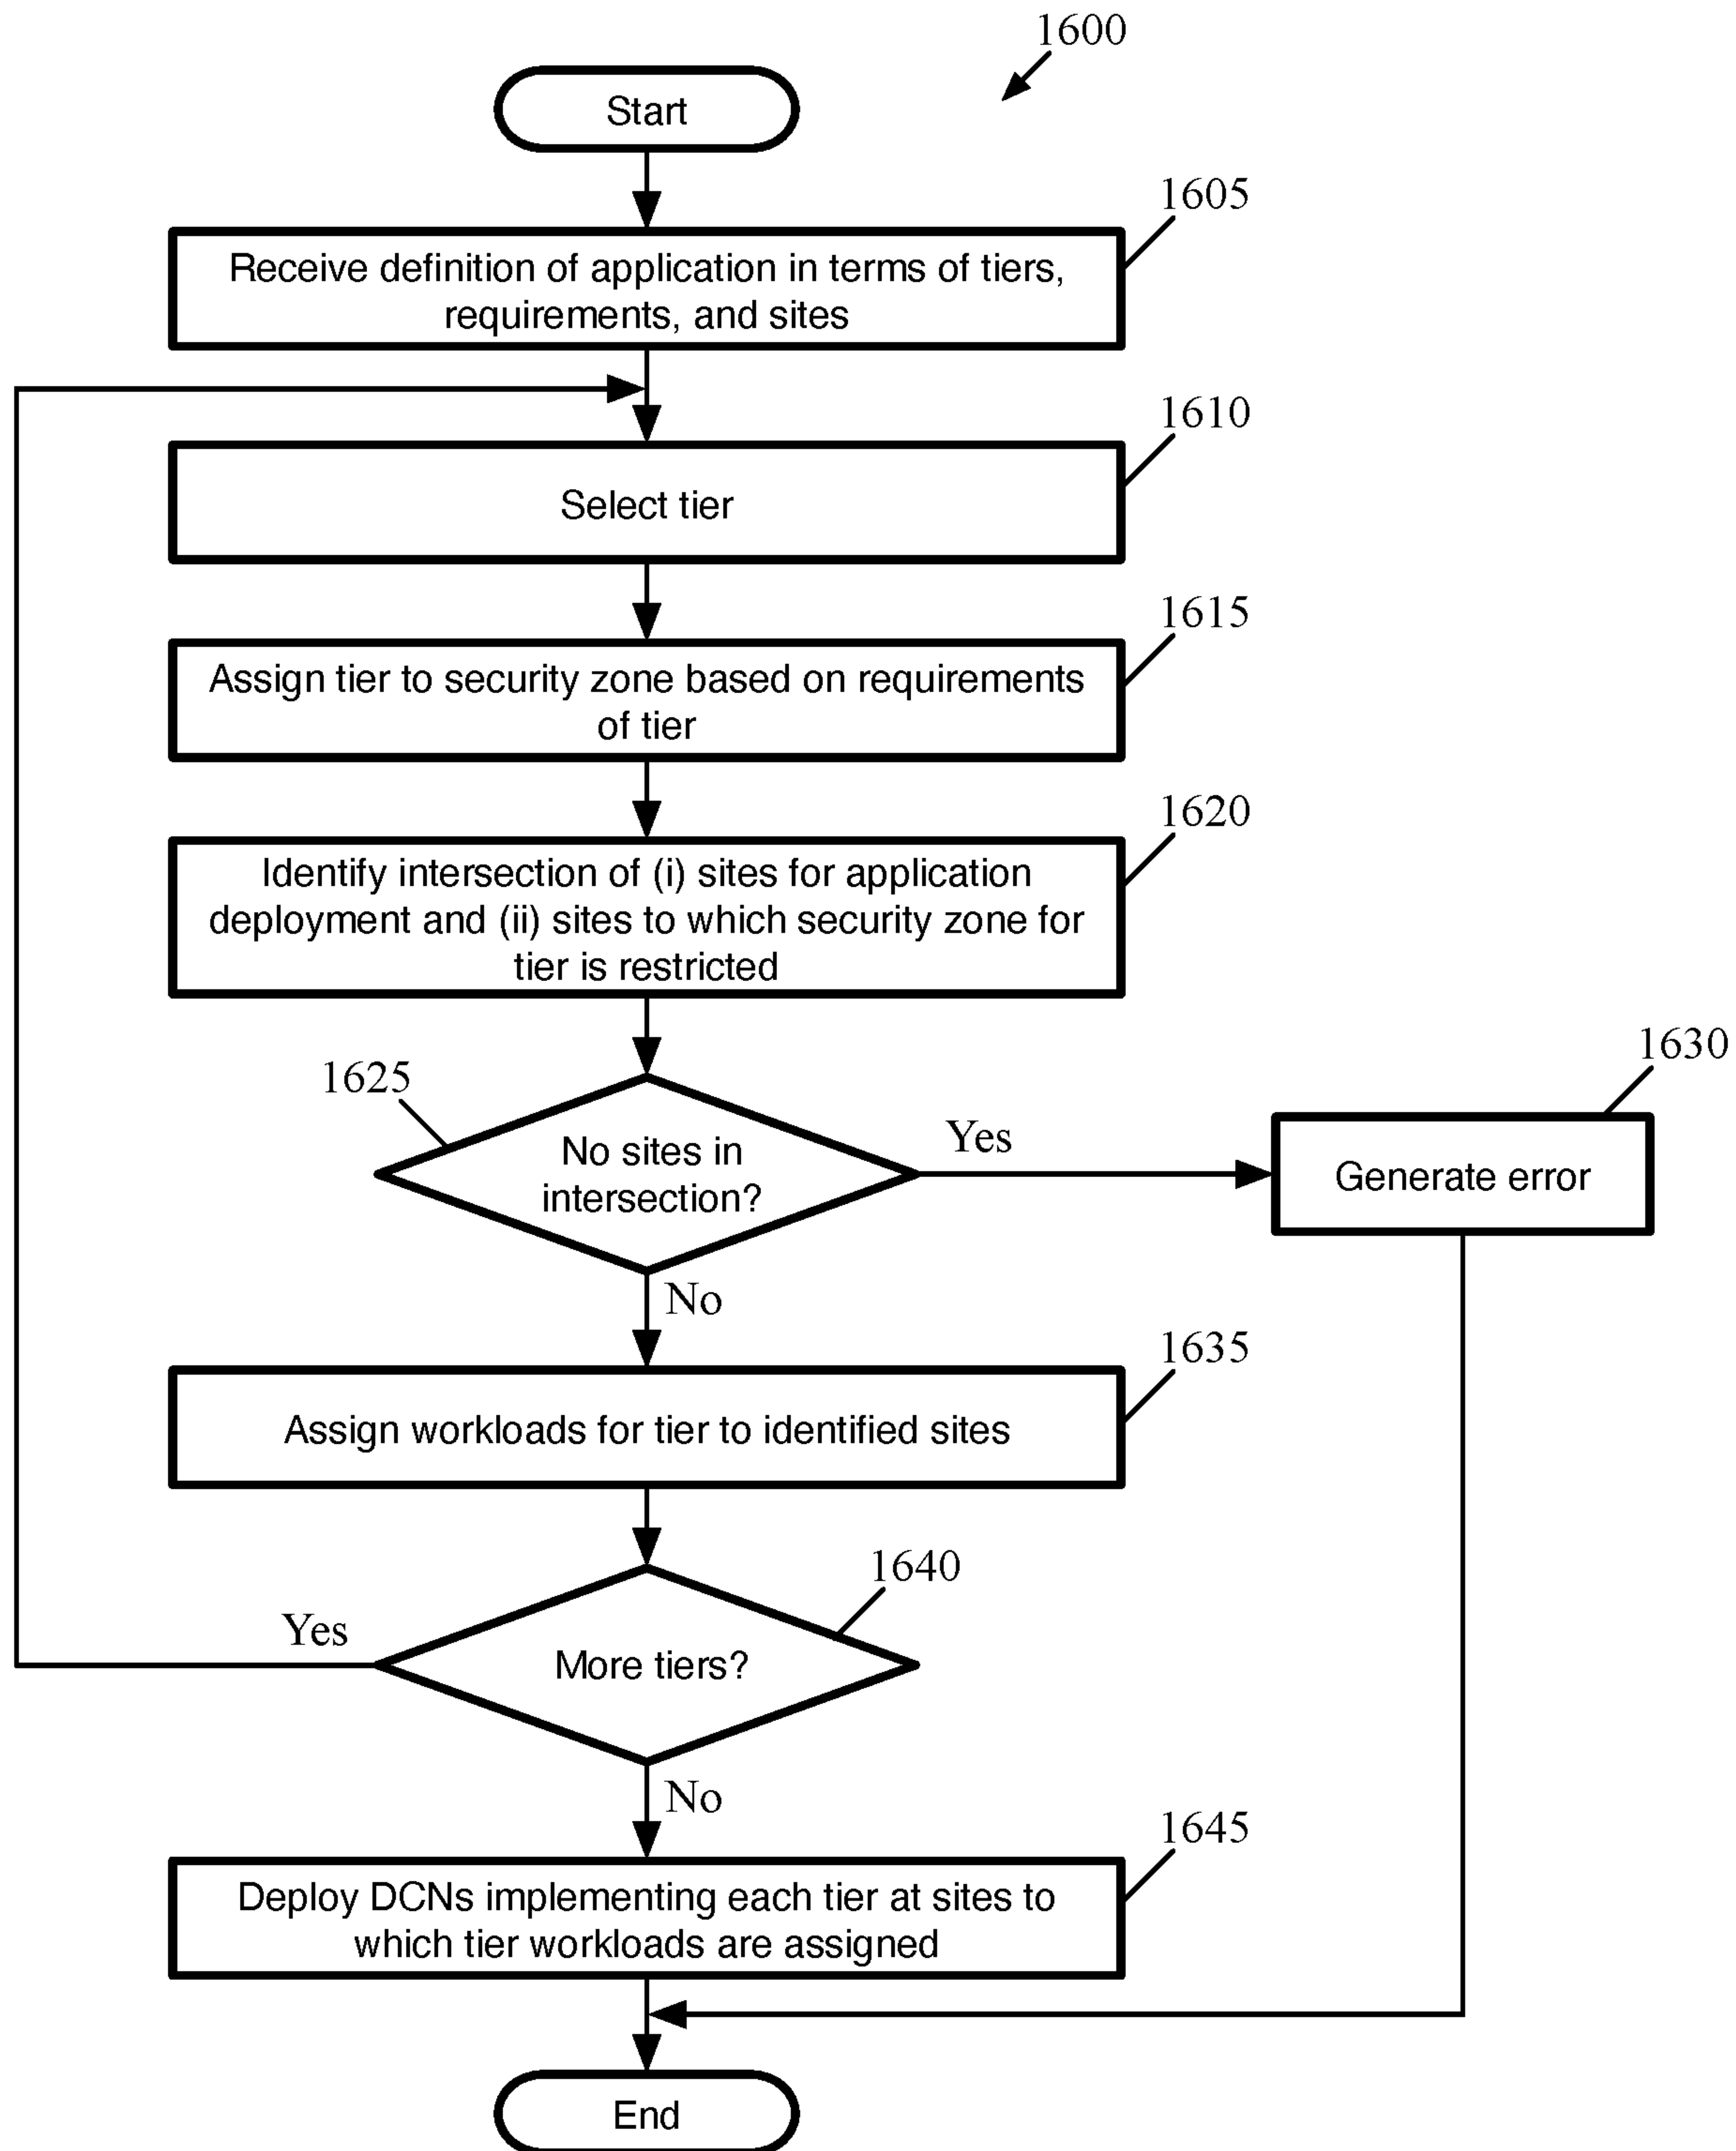 1600
Start
1605
Receive definition of application in terms of tiers,
requirements, and sites
1610
Select tier
1615
Assign tier to security zone based on requirements
of tier
1620
Identify intersection of (i) sites for application
deployment and (ii) sites to which security zone for
tier is restricted
1625
1630
No sites in
intersection?
Yes
Generate error
No
1635
Assign workloads for tier to identified sites
1640
Yes
More tiers?
No
1645
Deploy DCNs implementing each tier at sites to
which tier workloads are assigned
End